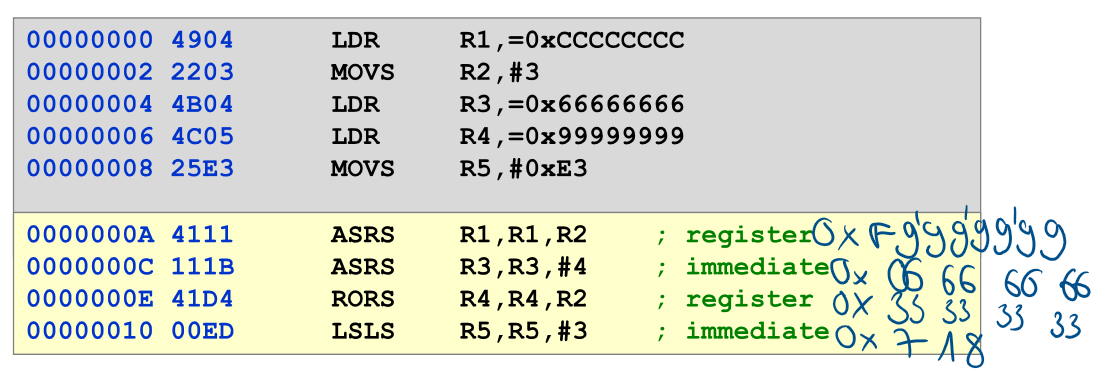 00000000 4904 LDR R1,=0xCCCCCCCC
00000002 2203 MOVS R2,#3
00000004 4B04 LDR R3,=0x66666666
00000006 4C05 LDR R4,=0x99999999
00000008 25E3 MOVS R5,#0xE3
0000000A 4111 ASRS R1,R1,R2 ; register 0x F9'99'99'99
0000000C 111B ASRS R3,R3,#4 ; immediate 0x 06 66 66 66
0000000E 41D4 RORS R4,R4,R2 ; register 0x 33 33 33 33
00000010 00ED LSLS R5,R5,#3 ; immediate 0x 718